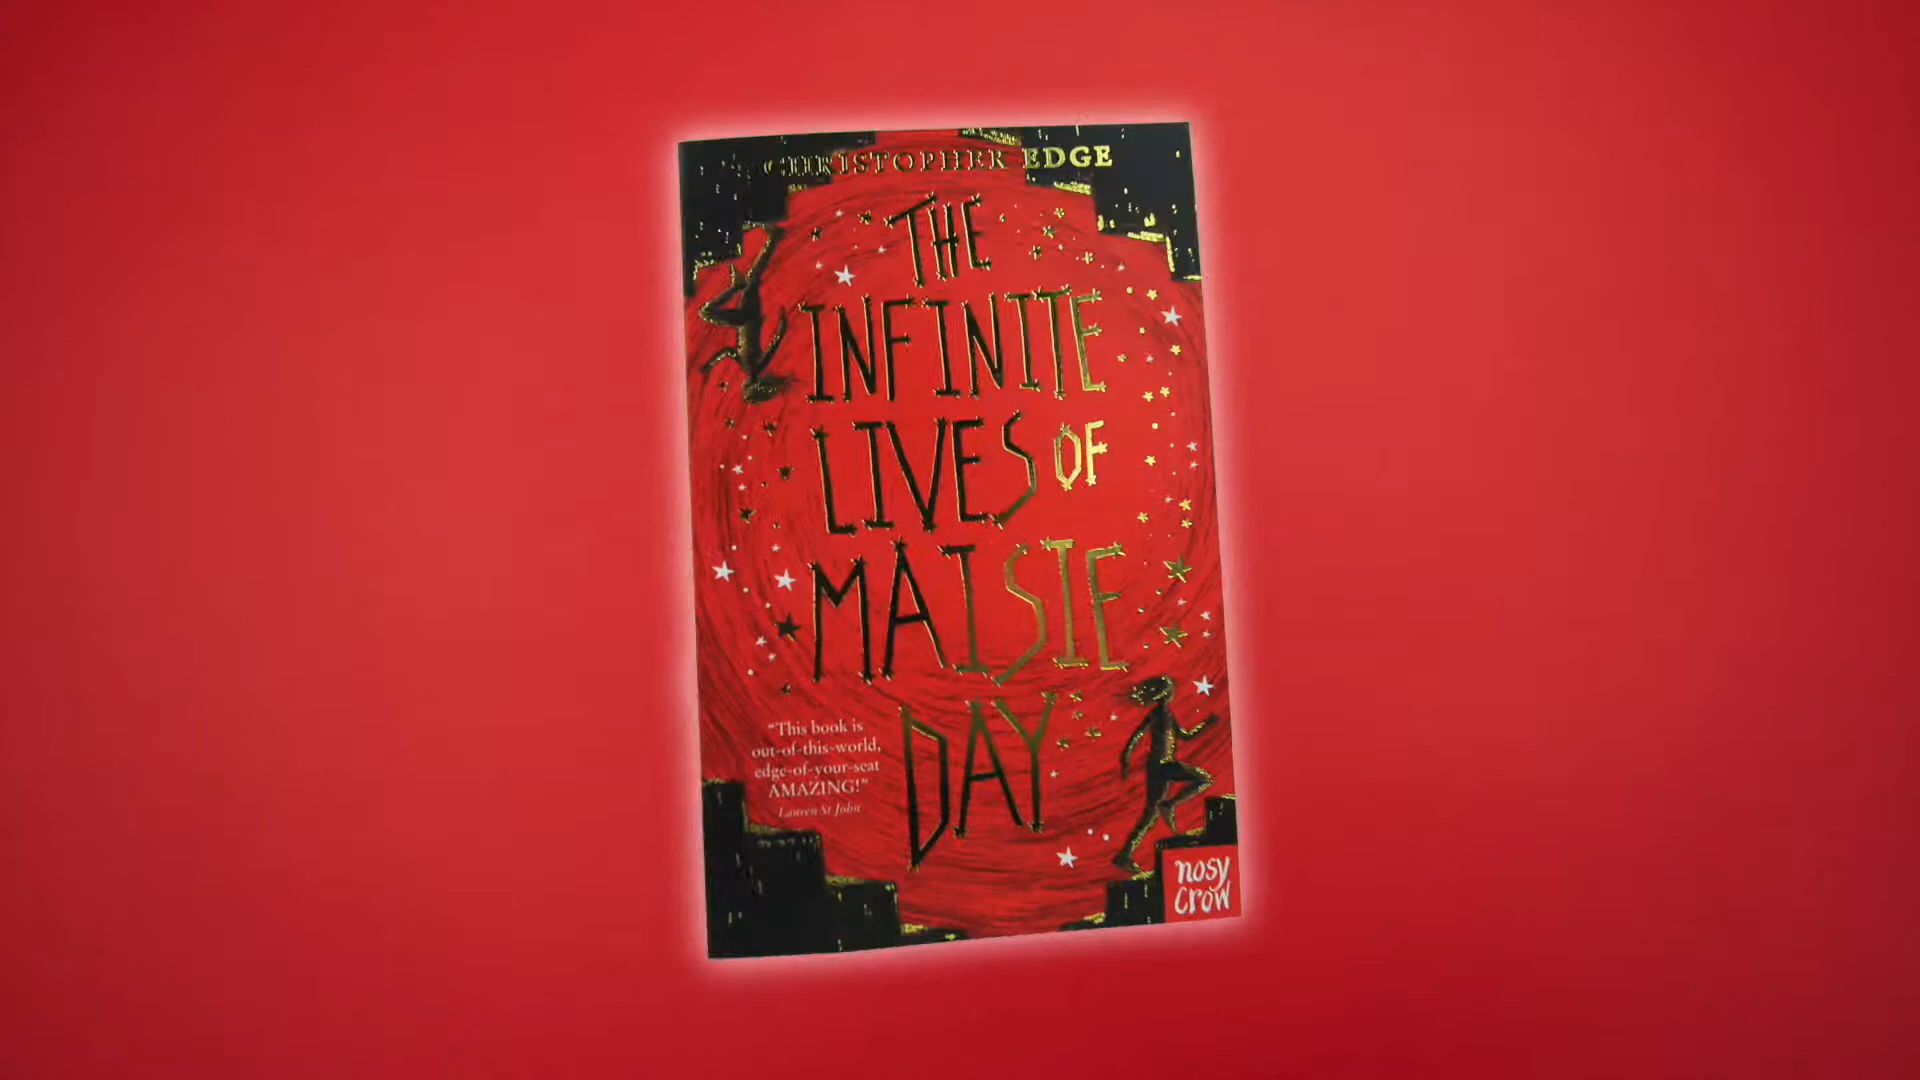 CHRISTOPHER EDGE
THE
INFINITE
LIVES OF
MAISIE
DAY
"This book is
out-of-this-world,
edge-of-your-seat
AMAZING!"
Lauren St John
nosy
crow